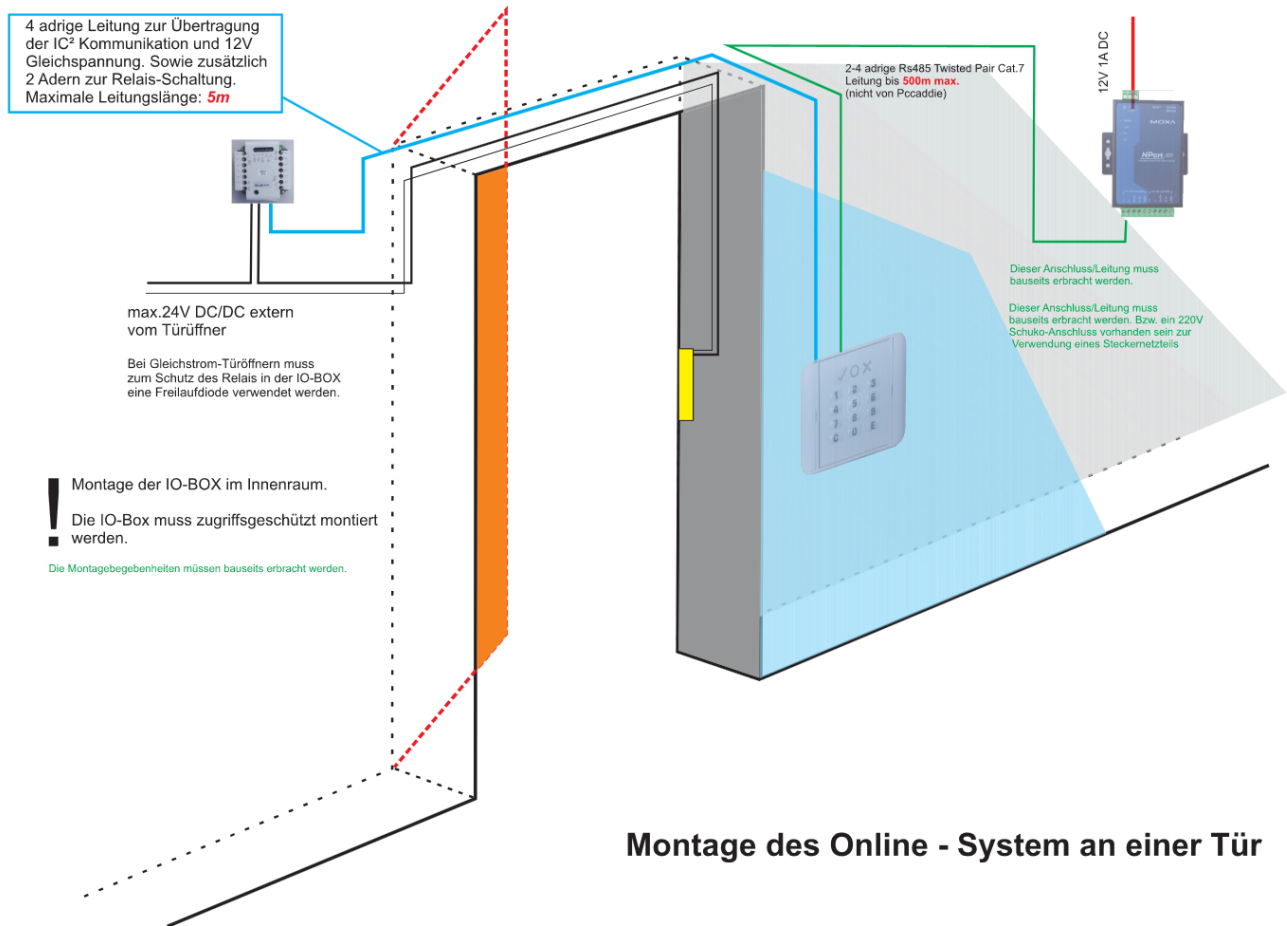 4 adrige Leitung zur Übertragung
der IC² Kommunikation und 12V
Gleichspannung. Sowie zusätzlich
2 Adern zur Relais-Schaltung.
Maximale Leitungslänge: 5m
2-4 adrige Rs485 Twisted Pair Cat.7
Leitung bis 500m max.
(nicht von Pccaddie)
12V 1A DC
MOXA
NPort
max.24V DC/DC extern
vom Türüffner
Bei Gleichstrom-Türöffnern muss
zum Schutz des Relais in der IO-BOX
eine Freilaufdiode verwendet werden.
Dieser Anschluss/Leitung muss
bauseits erbracht werden.
Dieser Anschluss/Leitung muss
bauseits erbracht werden. Bzw. ein 220V
Schuko-Anschluss vorhanden sein zur
Verwendung eines Steckernetzteils
✓OX
1 2 3
4 5 6
7 8 9
C 0 E
! Montage der IO-BOX im Innenraum.
Die IO-Box muss zugriffsgeschützt montiert
werden.
Die Montagebegebenheiten müssen bauseits erbracht werden.
Montage des Online - System an einer Tür